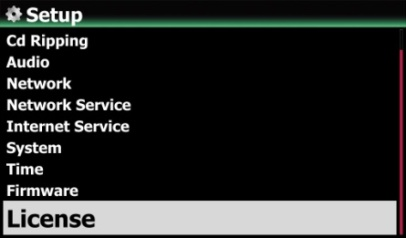 Setup
Cd Ripping
Audio
Network
Network Service
Internet Service
System
Time
Firmware
License